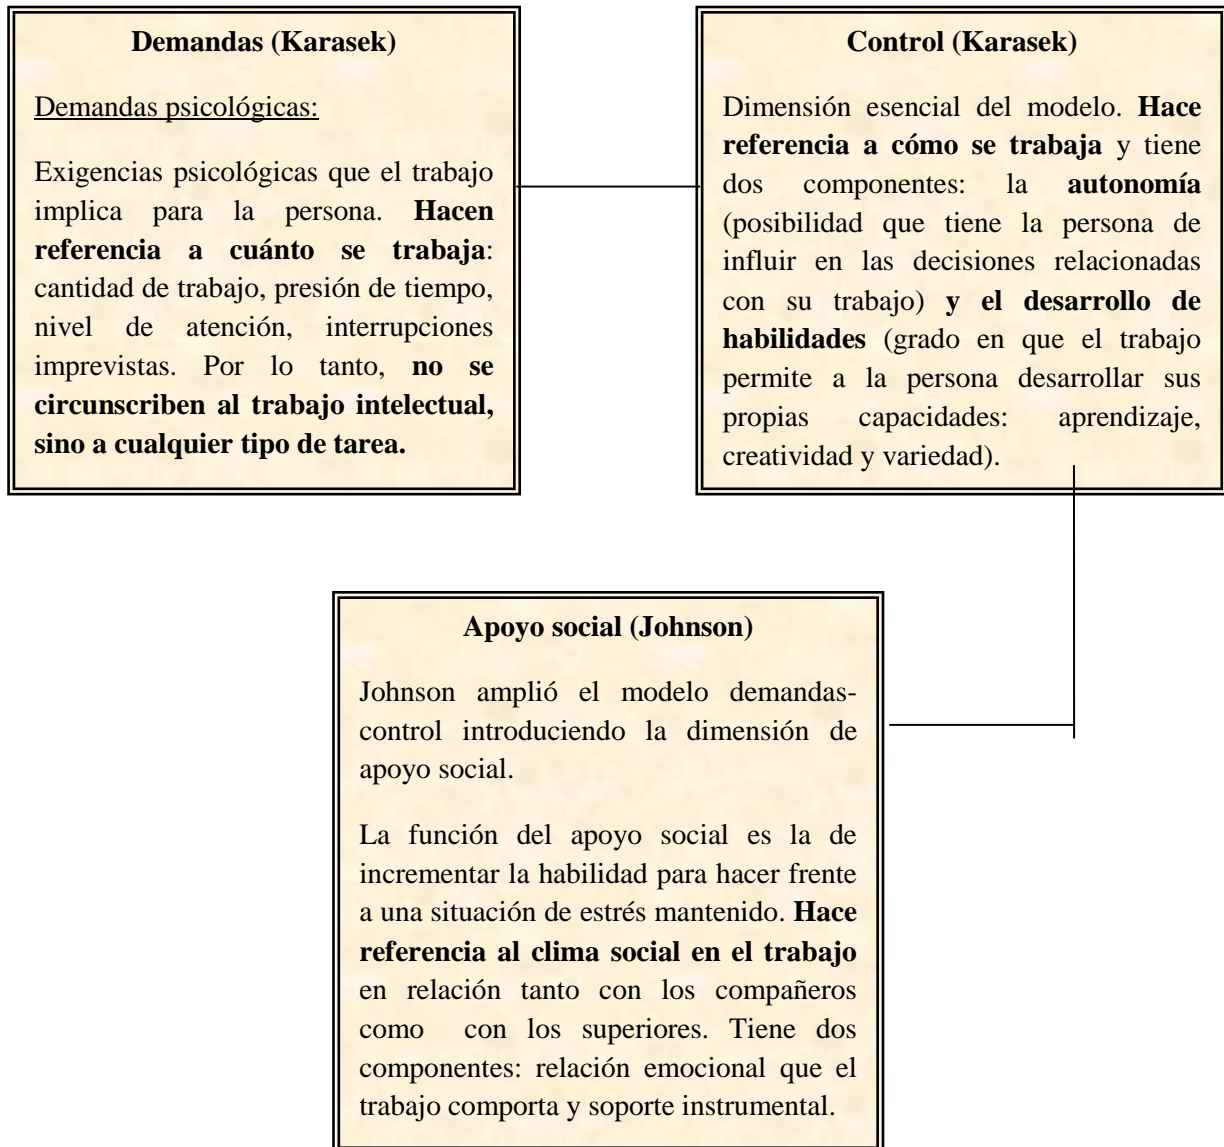 Demandas (Karasek)
Demandas psicológicas:
Exigencias psicológicas que el trabajo
implica para la persona. Hacen
referencia a cuánto se trabaja:
cantidad de trabajo, presión de tiempo,
nivel de atención, interrupciones
imprevistas. Por lo tanto, no se
circunscriben al trabajo intelectual,
sino a cualquier tipo de tarea.
Control (Karasek)
Dimensión esencial del modelo. Hace
referencia a cómo se trabaja y tiene
dos componentes: la autonomía
(posibilidad que tiene la persona de
influir en las decisiones relacionadas
con su trabajo) y el desarrollo de
habilidades (grado en que el trabajo
permite a la persona desarrollar sus
propias capacidades: aprendizaje,
creatividad y variedad).
Apoyo social (Johnson)
Johnson amplió el modelo demandas-
control introduciendo la dimensión de
apoyo social.
La función del apoyo social es la de
incrementar la habilidad para hacer frente
a una situación de estrés mantenido. Hace
referencia al clima social en el trabajo
en relación tanto con los compañeros
como con los superiores. Tiene dos
componentes: relación emocional que el
trabajo comporta y soporte instrumental.